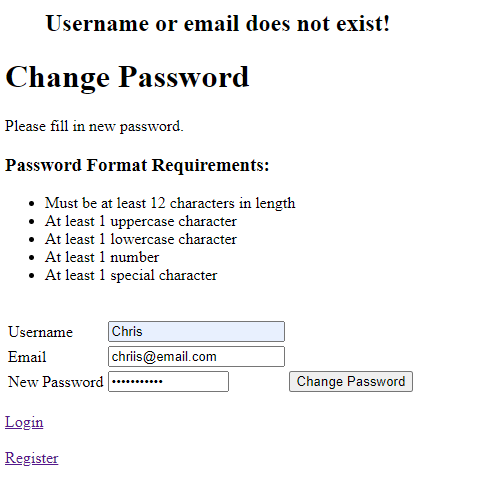 Username or email does not exist!
Change Password
Please fill in new password.
Password Format Requirements:
• Must be at least 12 characters in length
• At least 1 uppercase character
• At least 1 lowercase character
• At least 1 number
• At least 1 special character
Username Chris
Email chriis@email.com
New Password ••••••••••• Change Password
Login
Register